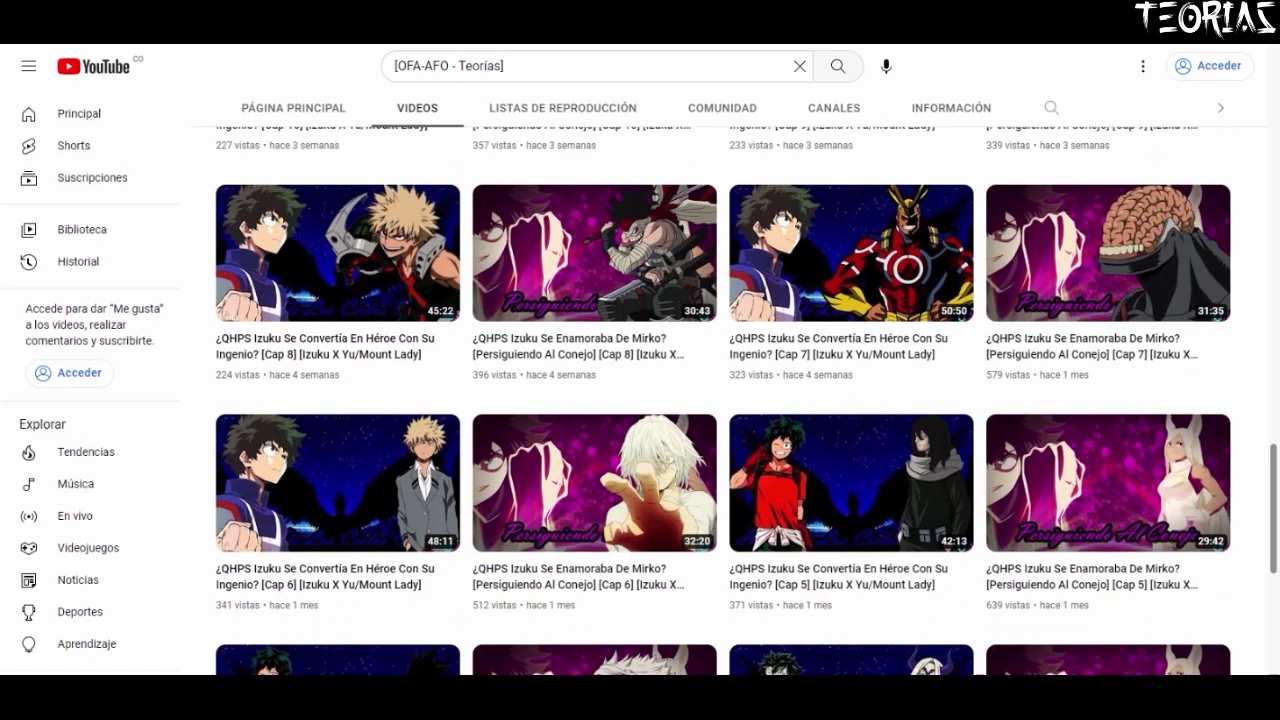 TEORIAS
YouTube CO
[OFA-AFO - Teorías]
Acceder
PÁGINA PRINCIPAL
VIDEOS
LISTAS DE REPRODUCCIÓN
COMUNIDAD
CANALES
INFORMACIÓN
Principal
Shorts
Suscripciones
Biblioteca
Historial
Accede para dar “Me gusta”
a los videos, realizar
comentarios y suscribirte.
Acceder
Explorar
Tendencias
Música
En vivo
Videojuegos
Noticias
Deportes
Aprendizaje
227 vistas • hace 3 semanas
357 vistas • hace 3 semanas
233 vistas • hace 3 semanas
339 vistas • hace 3 semanas
45:22
Persiguiendo
30:43
50:50
Persiguiendo
31:35
¿QHPS Izuku Se Convertía En Héroe Con Su
Ingenio? [Cap 8] [Izuku X Yu/Mount Lady]
224 vistas • hace 4 semanas
¿QHPS Izuku Se Enamoraba De Mirko?
[Persiguiendo Al Conejo] [Cap 8] [Izuku X...
396 vistas • hace 4 semanas
¿QHPS Izuku Se Convertía En Héroe Con Su
Ingenio? [Cap 7] [Izuku X Yu/Mount Lady]
323 vistas • hace 4 semanas
¿QHPS Izuku Se Enamoraba De Mirko?
[Persiguiendo Al Conejo] [Cap 7] [Izuku X...
579 vistas • hace 1 mes
48:11
Persiguiendo
32:20
42:13
Persiguiendo Al Conejo
29:42
¿QHPS Izuku Se Convertía En Héroe Con Su
Ingenio? [Cap 6] [Izuku X Yu/Mount Lady]
341 vistas • hace 1 mes
¿QHPS Izuku Se Enamoraba De Mirko?
[Persiguiendo Al Conejo] [Cap 6] [Izuku X...
512 vistas • hace 1 mes
¿QHPS Izuku Se Convertía En Héroe Con Su
Ingenio? [Cap 5] [Izuku X Yu/Mount Lady]
371 vistas • hace 1 mes
¿QHPS Izuku Se Enamoraba De Mirko?
[Persiguiendo Al Conejo] [Cap 5] [Izuku X...
639 vistas • hace 1 mes